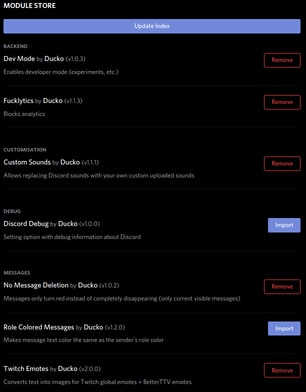 MODULE STORE
Update Index
BACKEND
Dev Mode by Ducko (v1.0.3)
Remove
Enables developer mode (experiments, etc.)
Fucklytics by Ducko (v1.1.3)
Remove
Blocks analytics
CUSTOMISATION
Custom Sounds by Ducko (v1.1.1)
Remove
Allows replacing Discord sounds with your own custom uploaded sounds
DEBUG
Discord Debug by Ducko (v1.0.0)
Import
Setting option with debug information about Discord
MESSAGES
No Message Deletion by Ducko (v1.0.2)
Remove
Messages only turn red instead of completely disappearing (only current visible messages)
Role Colored Messages by Ducko (v1.2.0)
Import
Makes message text color the same as the sender's role color
Twitch Emotes by Ducko (v2.0.0)
Remove
Converts text into images for Twitch global emotes + BetterTTV emotes